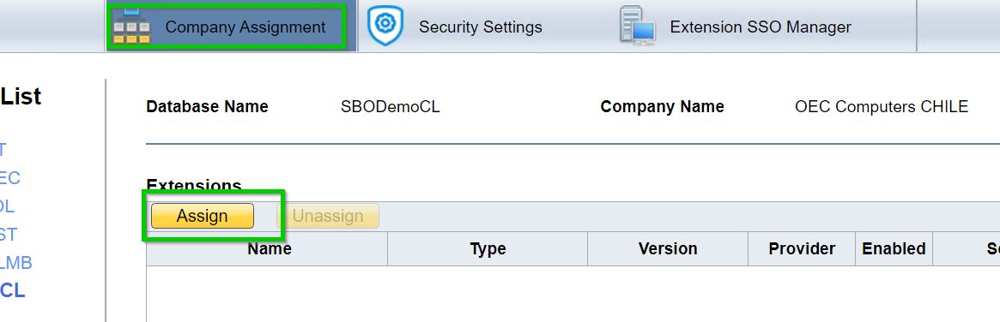 Company Assignment
Security Settings
Extension SSO Manager
List
Database Name SBODemoCL Company Name OEC Computers CHILE
T
EC
OL
ST
LMB
CL
Extensions
Assign Unassign
Name Type Version Provider Enabled